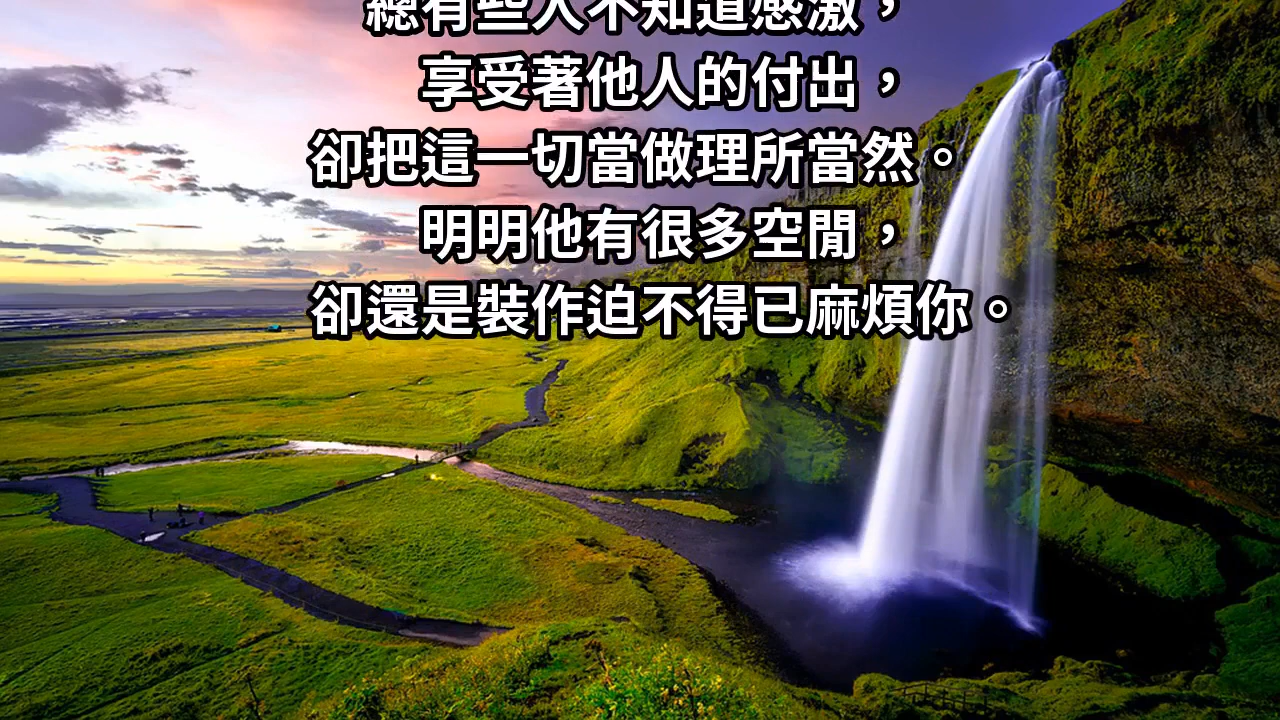 總有些人不知道感激，
享受著他人的付出，
卻把這一切當做理所當然。
明明他有很多空閒，
卻還是裝作迫不得已麻煩你。